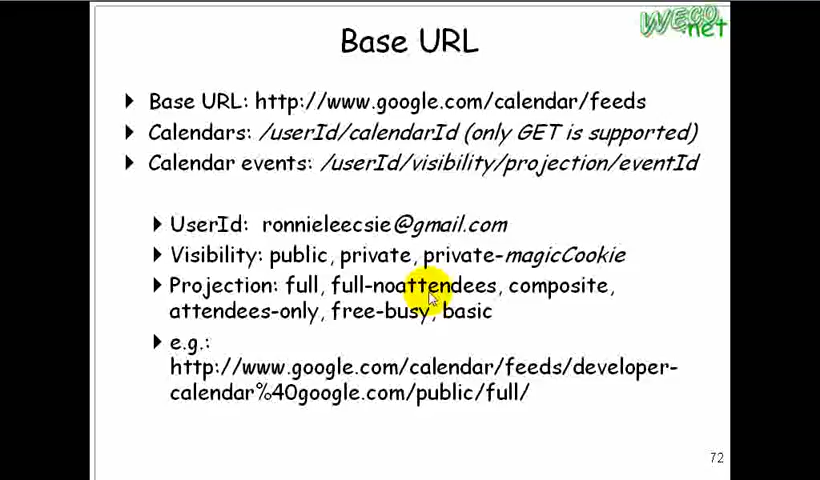 WECO
.net
Base URL
Base URL: http://www.google.com/calendar/feeds
Calendars: /userId/calendarId (only GET is supported)
Calendar events: /userId/visibility/projection/eventId
UserId: ronnieleecsie@gmail.com
Visibility: public, private, private-magicCookie
Projection: full, full-noattendees, composite,
attendees-only, free-busy, basic
e.g.:
http://www.google.com/calendar/feeds/developer-
calendar%40google.com/public/full/
72